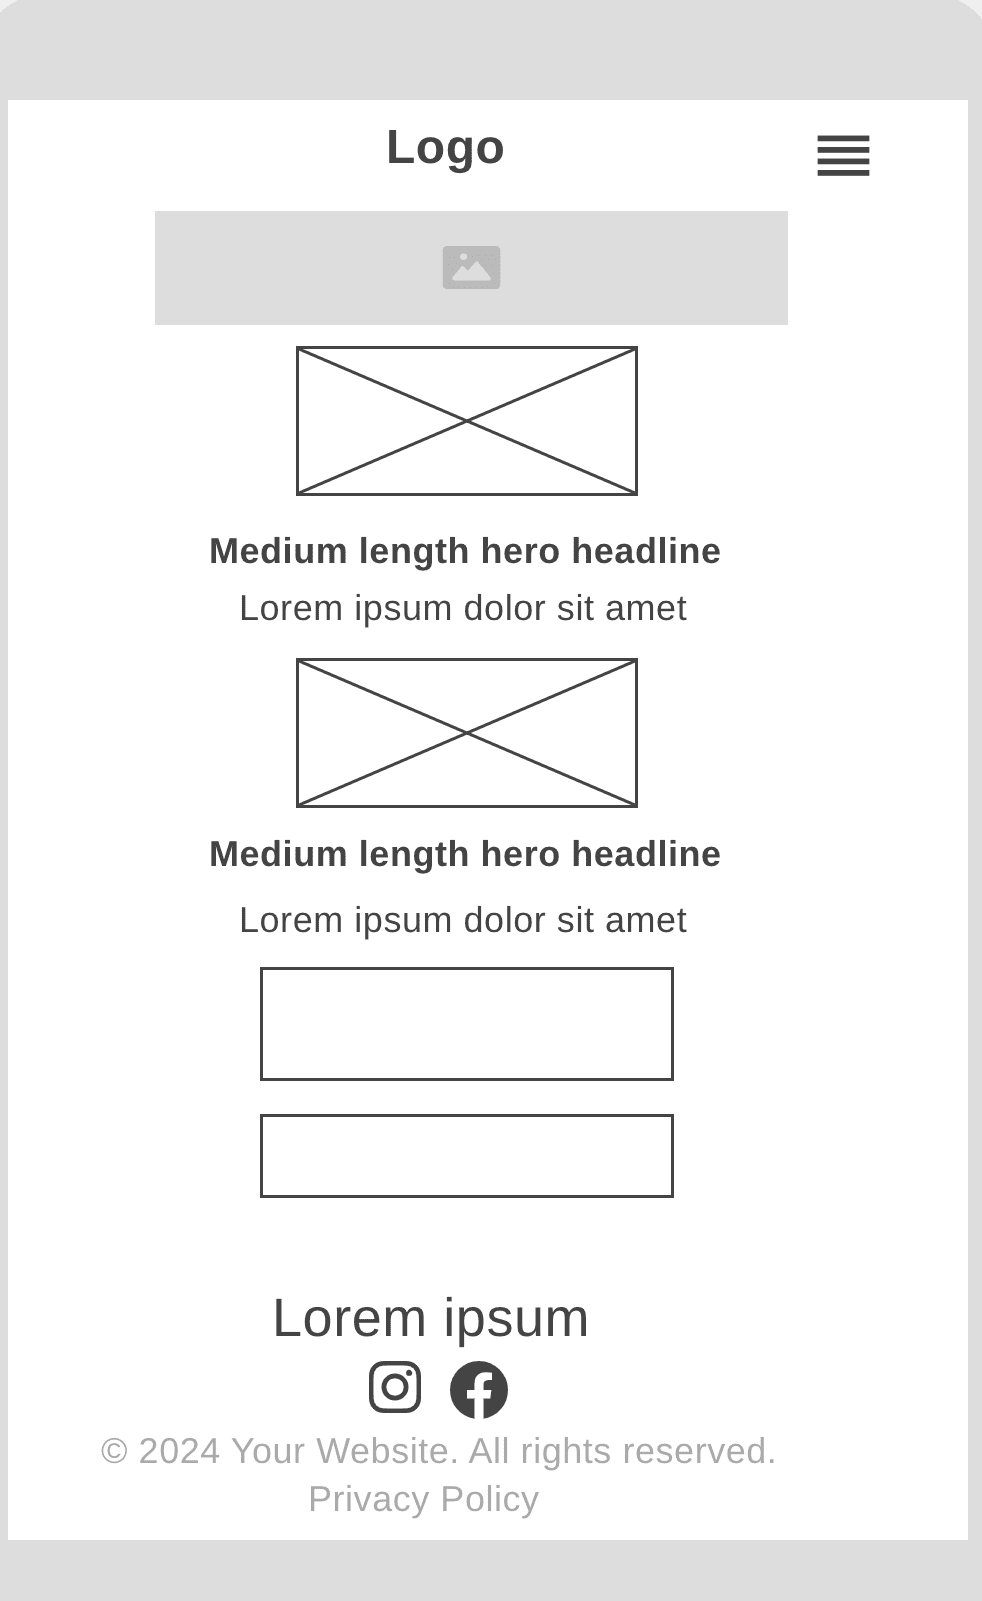 Logo
Medium length hero headline
Lorem ipsum dolor sit amet
Medium length hero headline
Lorem ipsum dolor sit amet
Lorem ipsum
© 2024 Your Website. All rights reserved.
Privacy Policy